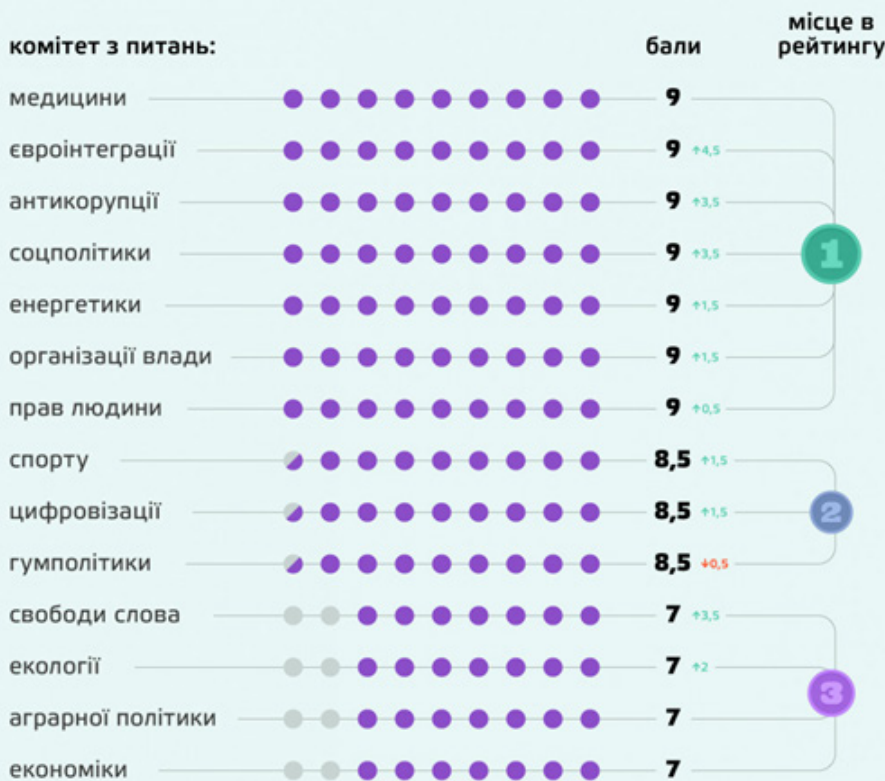 комітет з питань:
бали
місце в
рейтингу
медицини 9
євроінтеграції 9 ↑4,5
антикорупції 9 ↑3,5
соцполітики 9 ↑3,5
1
енергетики 9 ↑1,5
організації влади 9 ↑1,5
прав людини 9 ↑0,5
спорту 8,5 ↑1,5
цифровізації 8,5 ↑1,5 2
гумполітики 8,5 ↓0,5
свободи слова 7 ↑3,5
екології 7 ↑2
3
аграрної політики 7
економіки 7